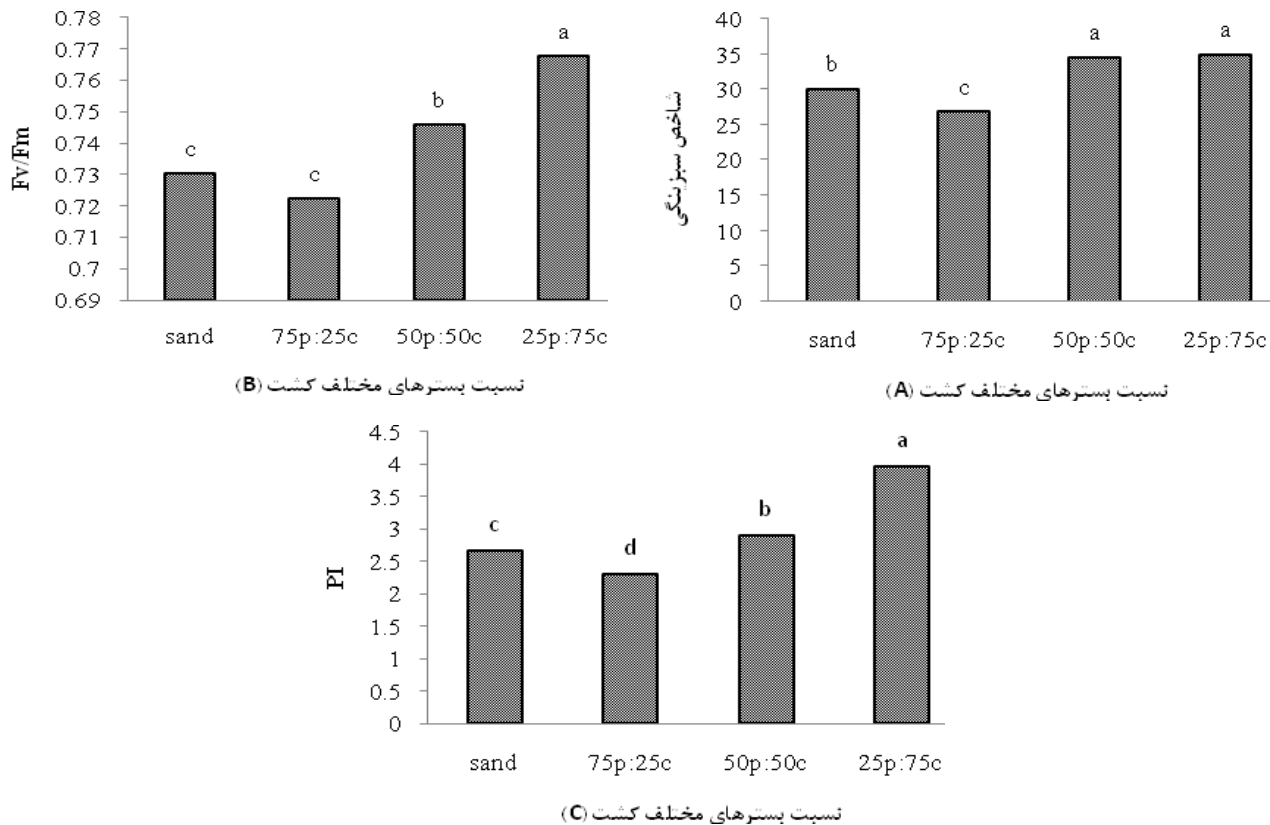 0.78
0.77
0.76
0.75
0.74
0.73
0.72
0.71
0.7
0.69
Fv/Fm
c
c
b
a
sand 75p:25c 50p:50c 25p:75c
نسبت بسترهای مختلف کشت (B)
40
35
30
25
20
15
10
5
0
شاخص سبزینگی
b
c
a
a
sand 75p:25c 50p:50c 25p:75c
نسبت بسترهای مختلف کشت (A)
4.5
4
3.5
3
2.5
2
1.5
1
0.5
0
PI
c
d
b
a
sand 75p:25c 50p:50c 25p:75c
نسبت بسترهای مختلف کشت (C)